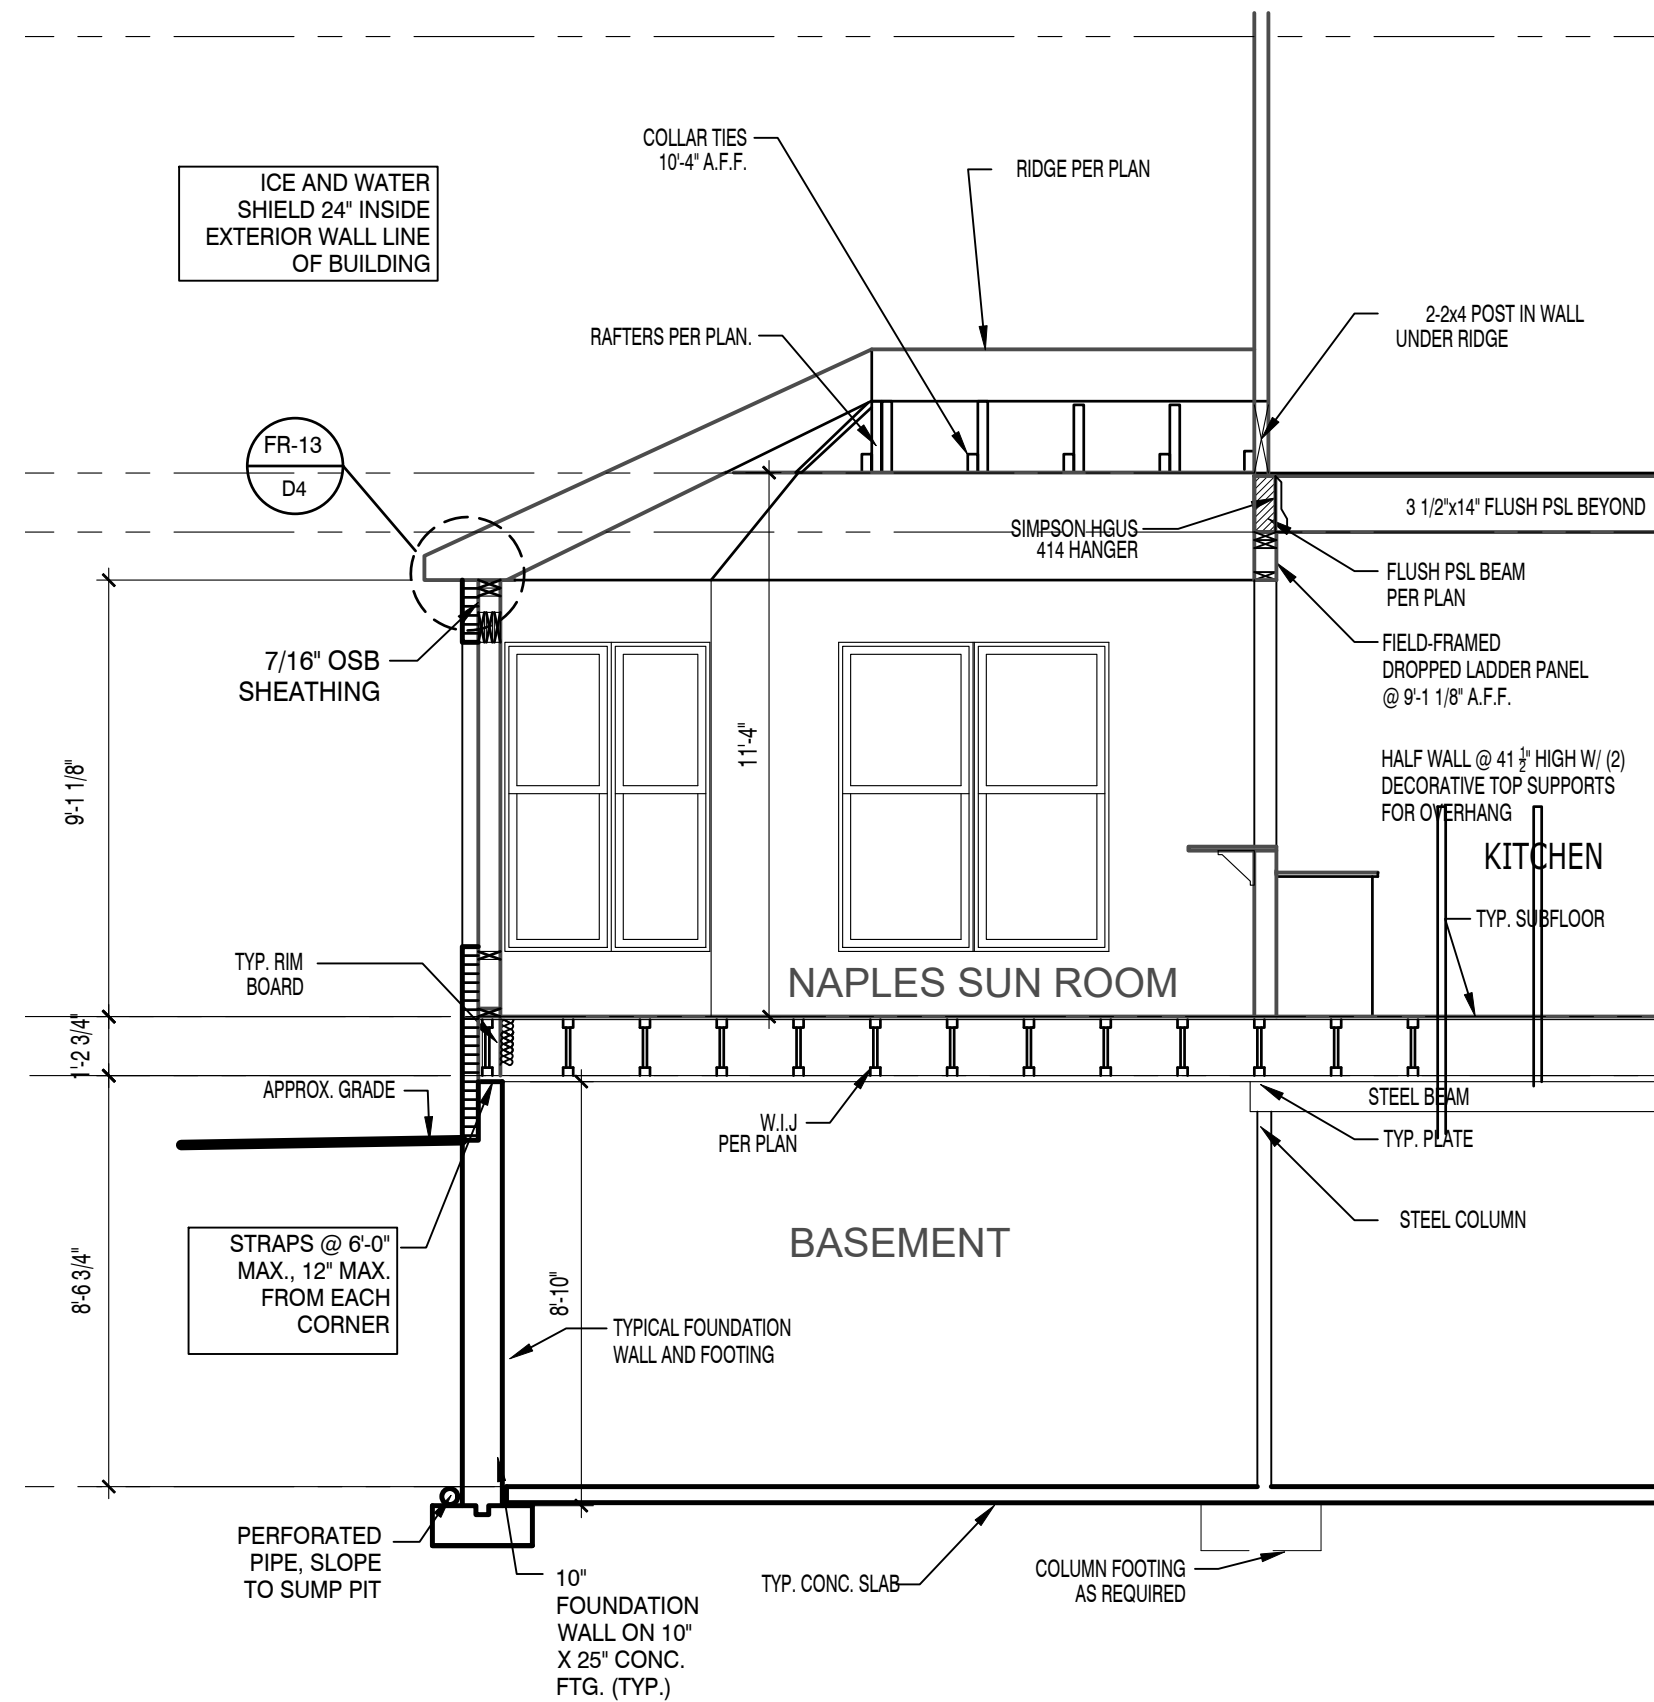 COLLAR TIES
10'-4" A.F.F.
RIDGE PER PLAN
ICE AND WATER
SHIELD 24" INSIDE
EXTERIOR WALL LINE
OF BUILDING
RAFTERS PER PLAN.
2-2x4 POST IN WALL
UNDER RIDGE
FR-13
D4
3 1/2"x14" FLUSH PSL BEYOND
SIMPSON HGUS
414 HANGER
FLUSH PSL BEAM
PER PLAN
7/16" OSB
SHEATHING
FIELD-FRAMED
DROPPED LADDER PANEL
@ 9'-1 1/8" A.F.F.
9'-1 1/8"
11'-4"
HALF WALL @ 41 1/2" HIGH W/ (2)
DECORATIVE TOP SUPPORTS
FOR OVERHANG
KITCHEN
TYP. SUBFLOOR
TYP. RIM
BOARD
NAPLES SUN ROOM
1'-2 3/4"
APPROX. GRADE
W.I.J
PER PLAN
STEEL BEAM
TYP. PLATE
STEEL COLUMN
BASEMENT
STRAPS @ 6'-0"
MAX., 12" MAX.
FROM EACH
CORNER
8'-6 3/4"
8'-10"
TYPICAL FOUNDATION
WALL AND FOOTING
PERFORATED
PIPE, SLOPE
TO SUMP PIT
10"
FOUNDATION
WALL ON 10"
X 25" CONC.
FTG. (TYP.)
TYP. CONC. SLAB
COLUMN FOOTING
AS REQUIRED